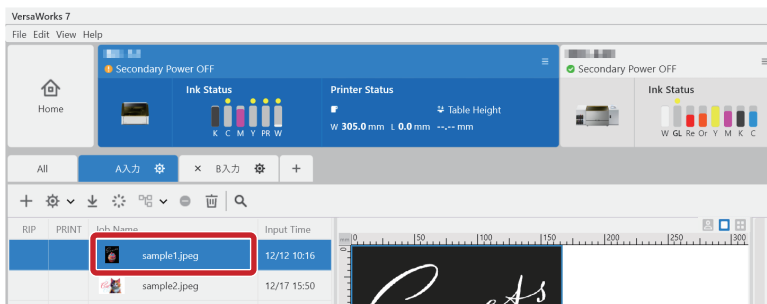 VersaWorks 7
File Edit View Help
Home
Secondary Power OFF
Ink Status
K C M Y PR W
Printer Status
Table Height
W 305.0 mm L 0.0 mm --.-- mm
Secondary Power OFF
Ink Status
W GL Re Or Y M K C
All
A入力
× B入力
+
RIP PRINT Job Name Input Time
sample1.jpeg 12/12 10:16
sample2.jpeg 12/17 15:50
mm 0 50 100 150 200 250 300
0